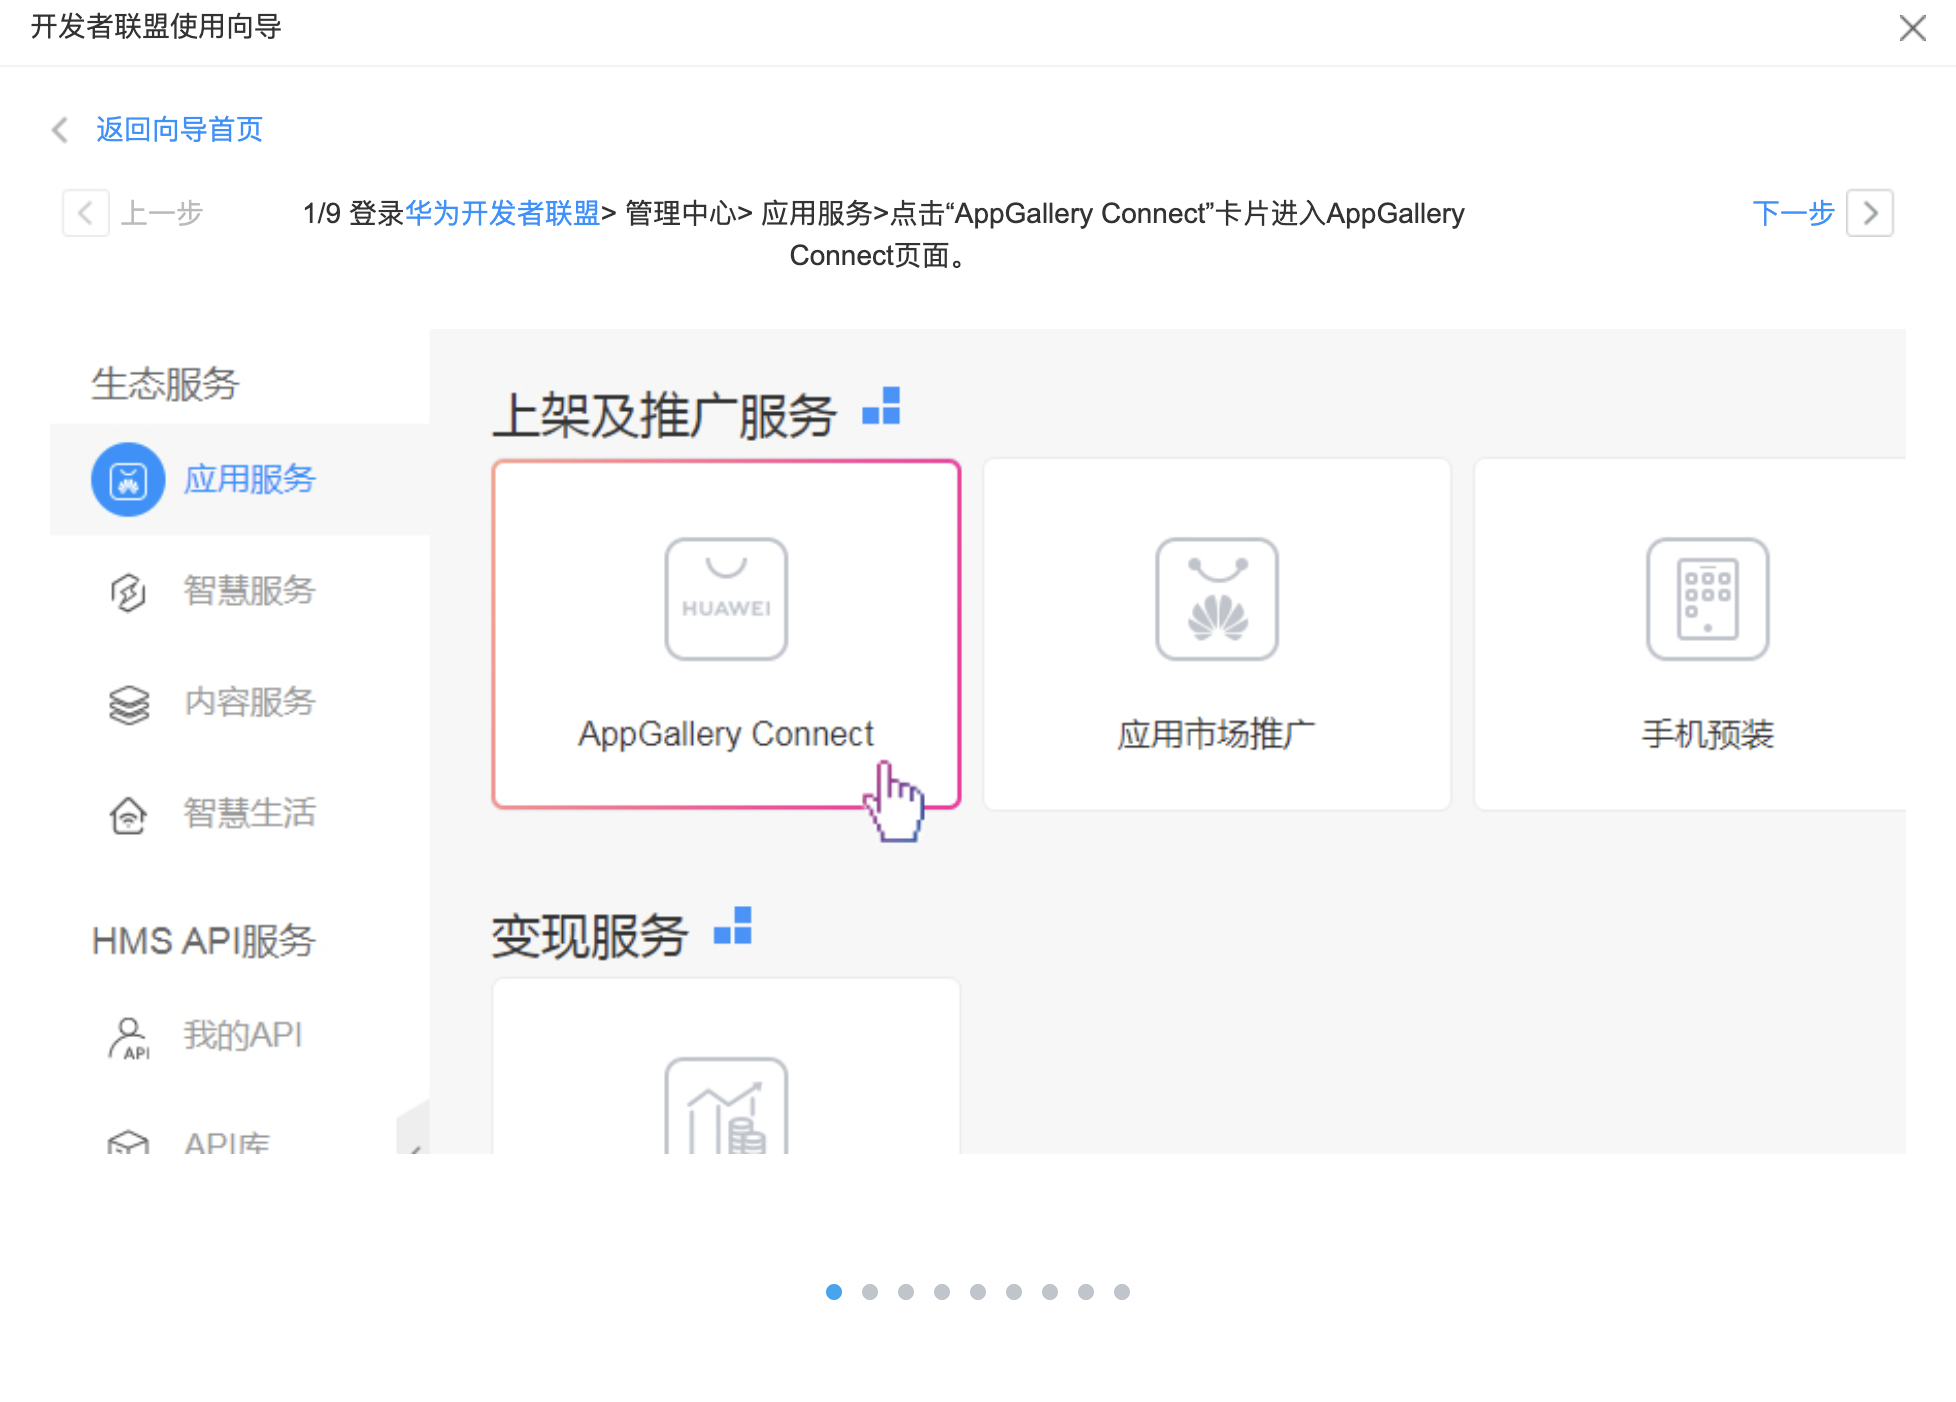 开发者联盟使用向导
返回向导首页
上一步
1/9 登录华为开发者联盟> 管理中心> 应用服务>点击“AppGallery Connect”卡片进入AppGallery
Connect页面。
下一步
生态服务
应用服务
智慧服务
内容服务
智慧生活
HMS API服务
API
我的API
API库
上架及推广服务
HUAWEI
AppGallery Connect
应用市场推广
手机预装
变现服务